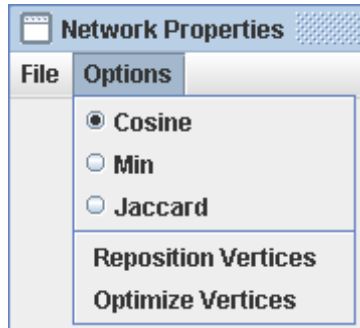 Network Properties
File Options
Cosine
Min
Jaccard
Reposition Vertices
Optimize Vertices